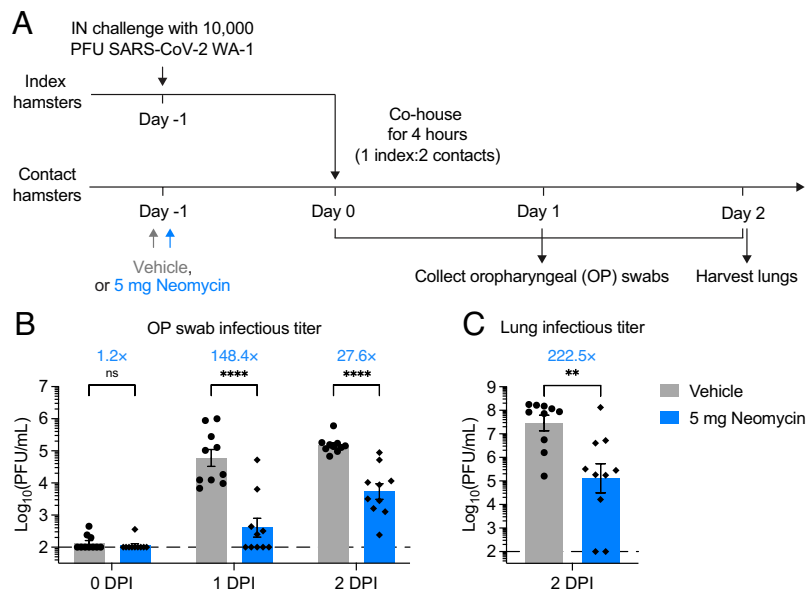 A
IN challenge with 10,000
PFU SARS-CoV-2 WA-1
Index
hamsters
Day -1
Co-house
for 4 hours
(1 index:2 contacts)
Contact
hamsters
Day -1
Day 0
Day 1
Day 2
Vehicle,
or 5 mg Neomycin
Collect oropharyngeal (OP) swabs
Harvest lungs
B
OP swab infectious titer
1.2×
148.4×
27.6×
ns
****
****
Log10(PFU/mL)
7
6
5
4
3
2
0 DPI
1 DPI
2 DPI
C
Lung infectious titer
222.5×
**
Log10(PFU/mL)
9
8
7
6
5
4
3
2
2 DPI
Vehicle
5 mg Neomycin